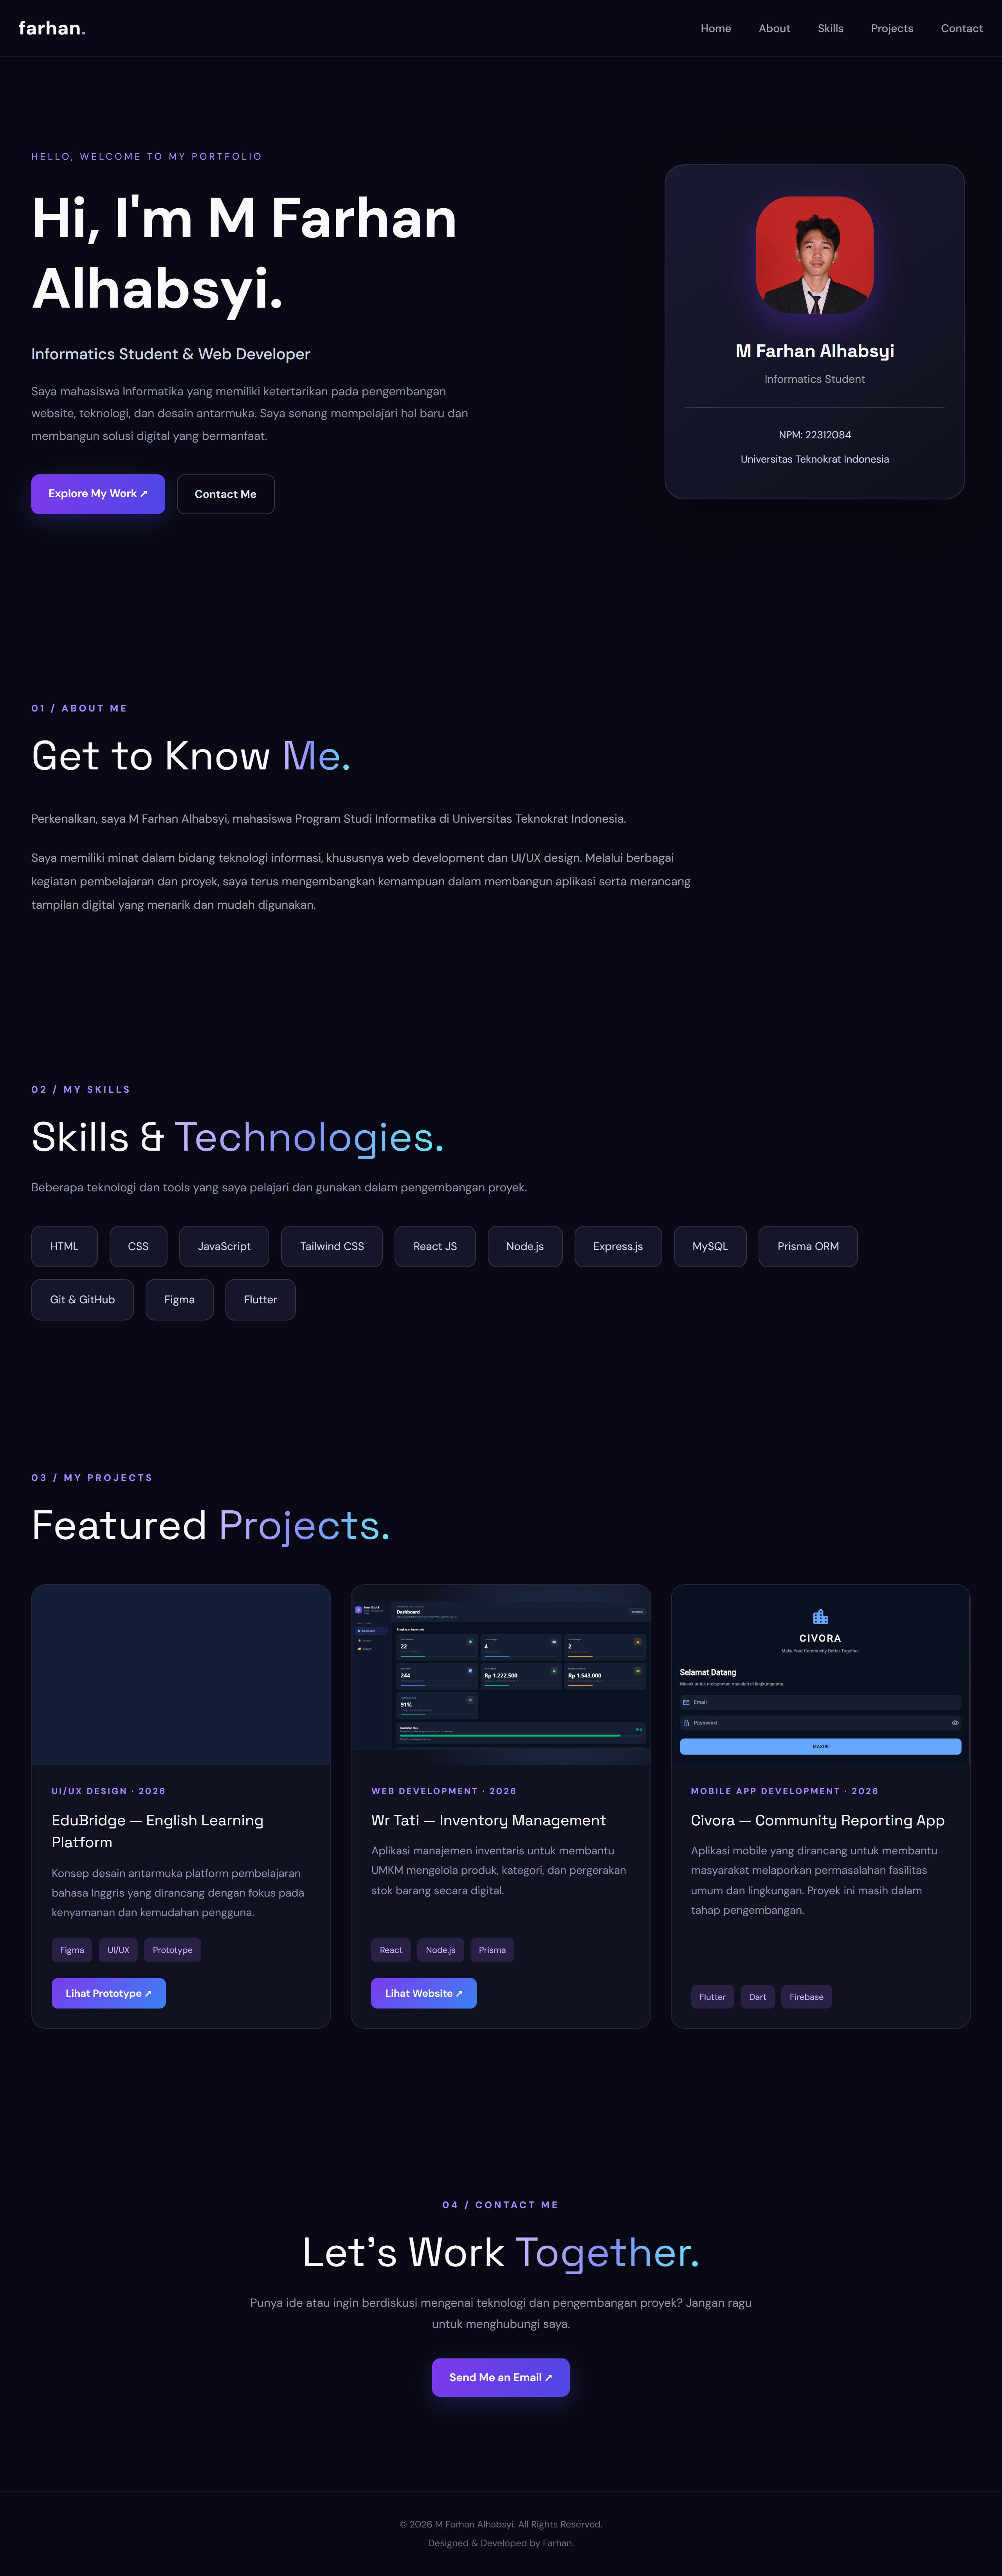 farhan.
Home
About
Skills
Projects
Contact
HELLO, WELCOME TO MY PORTFOLIO
Hi, I'm M Farhan
Alhabsyi.
Informatics Student & Web Developer
Saya mahasiswa Informatika yang memiliki ketertarikan pada pengembangan
website, teknologi, dan desain antarmuka. Saya senang mempelajari hal baru dan
membangun solusi digital yang bermanfaat.
Explore My Work ↗
Contact Me
M Farhan Alhabsyi
Informatics Student
NPM: 22312084
Universitas Teknokrat Indonesia
01 / ABOUT ME
Get to Know Me.
Perkenalkan, saya M Farhan Alhabsyi, mahasiswa Program Studi Informatika di Universitas Teknokrat Indonesia.
Saya memiliki minat dalam bidang teknologi informasi, khususnya web development dan UI/UX design. Melalui berbagai
kegiatan pembelajaran dan proyek, saya terus mengembangkan kemampuan dalam membangun aplikasi serta merancang
tampilan digital yang menarik dan mudah digunakan.
02 / MY SKILLS
Skills & Technologies.
Beberapa teknologi dan tools yang saya pelajari dan gunakan dalam pengembangan proyek.
HTML
CSS
JavaScript
Tailwind CSS
React JS
Node.js
Express.js
MySQL
Prisma ORM
Git & GitHub
Figma
Flutter
03 / MY PROJECTS
Featured Projects.
UI/UX DESIGN · 2026
EduBridge — English Learning
Platform
Konsep desain antarmuka platform pembelajaran
bahasa Inggris yang dirancang dengan fokus pada
kenyamanan dan kemudahan pengguna.
Figma
UI/UX
Prototype
Lihat Prototype ↗
Dashboard
22
4
2
244
Rp 1.222.500
Rp 1.543.000
91%
WEB DEVELOPMENT · 2026
Wr Tati — Inventory Management
Aplikasi manajemen inventaris untuk membantu
UMKM mengelola produk, kategori, dan pergerakan
stok barang secara digital.
React
Node.js
Prisma
Lihat Website ↗
CIVORA
Make Your Community Better Together.
Selamat Datang
Masuk untuk melaporkan masalah di lingkunganmu.
Email
Password
MASUK
MOBILE APP DEVELOPMENT · 2026
Civora — Community Reporting App
Aplikasi mobile yang dirancang untuk membantu
masyarakat melaporkan permasalahan fasilitas
umum dan lingkungan. Proyek ini masih dalam
tahap pengembangan.
Flutter
Dart
Firebase
04 / CONTACT ME
Let's Work Together.
Punya ide atau ingin berdiskusi mengenai teknologi dan pengembangan proyek? Jangan ragu
untuk menghubungi saya.
Send Me an Email ↗
© 2026 M Farhan Alhabsyi. All Rights Reserved.
Designed & Developed by Farhan.